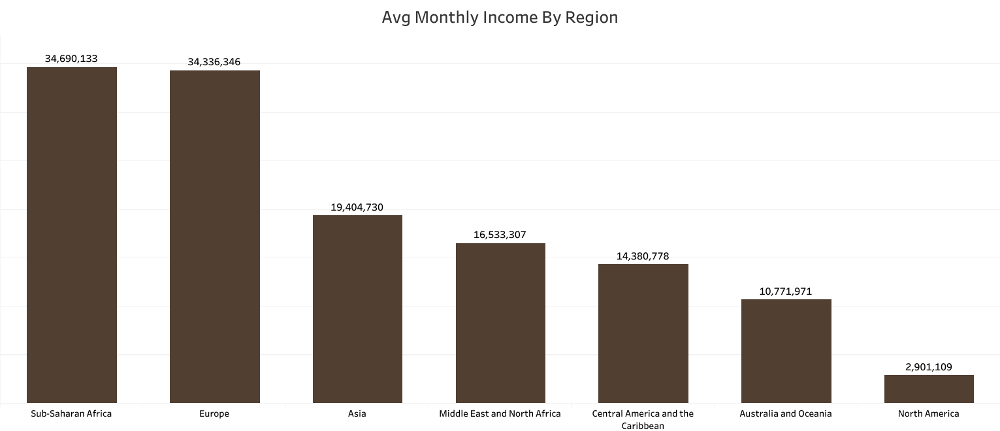 Avg Monthly Income By Region
34,690,133
34,336,346
19,404,730
16,533,307
14,380,778
10,771,971
2,901,109
Sub-Saharan Africa
Europe
Asia
Middle East and North Africa
Central America and the
Caribbean
Australia and Oceania
North America